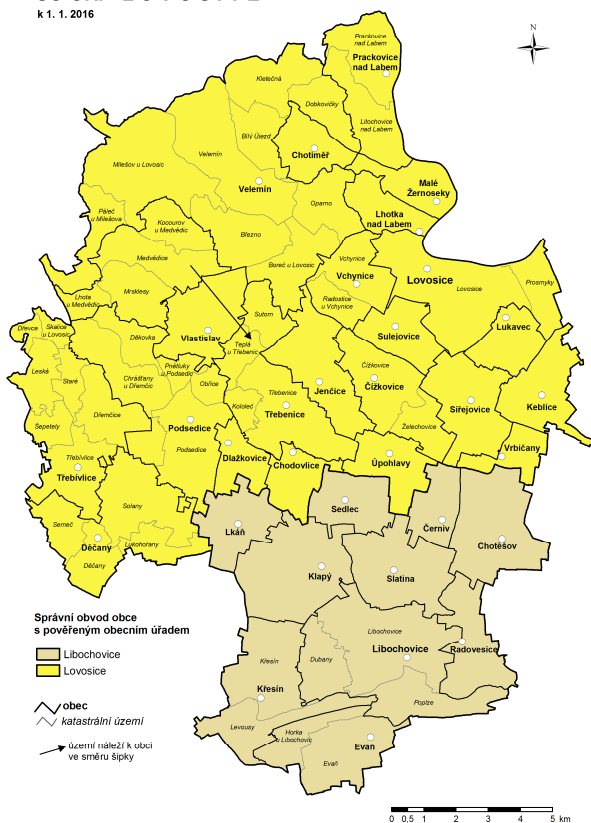 k 1. 1. 2016
N
Prackovice
nad Labem
Prackovice
nad Labem
Kletečná
Dobkovičky
Litochovice
nad Labem
Bílý Újezd
Chotiměř
Velemín
Milešov u Lovosic
Velemín
Malé
Žernoseky
Oparno
Lhotka
nad Labem
Páleč
u Milešova
Kocourov
u Medvědic
Březno
Medvědice
Boreč u Lovosic
Vchynice
Vchynice
Lovosice
Lovosice
Prosmyky
Lhota
u Medvědic
Mrsklesy
Radostice
u Vchynic
Sutom
Dřevce
Skalice
u Lovosic
Děkovka
Vlastislav
Teplá
u Třebenic
Sulejovice
Lukavec
Leská
Staré
Chrášťany
u Dřemčic
Pnětluky
u Podsedic
Obřice
Jenčice
Čížkovice
Čížkovice
Třebenice
Třebenice
Kololeč
Siřejovice
Keblice
Dřemčice
Šepetely
Podsedice
Podsedice
Želechovice
Třebívlice
Třebívlice
Dlažkovice
Chodovlice
Úpohlavy
Vrbičany
Solany
Sedlec
Semeč
Děčany
Lykohořany
Děčany
Lkáň
Černiv
Chotěšov
Klapý
Slatina
Správní obvod obce
s pověřeným obecním úřadem
Libochovice
Lovosice
Libochovice
Libochovice
Radovesice
Dubany
Křesín
Křesín
Poplze
obec
katastrální území
území náleží k obci
ve směru šipky
Levousy
Horka
u Libochovic
Evaň
Evaň
0 0,5 1 2 3 4 5 km